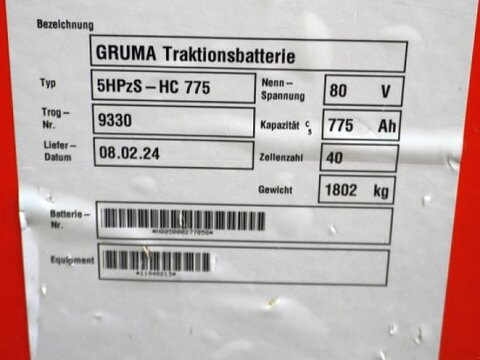 Bezeichnung
GRUMA Traktionsbatterie
Typ 5HPzS-HC 775 Nenn-Spannung 80 V
Trog-Nr. 9330 Kapazität C5 775 Ah
Liefer-Datum 08.02.24 Zellenzahl 40
Gewicht 1802 kg
Batterie-Nr.
Equipment
*11940213*